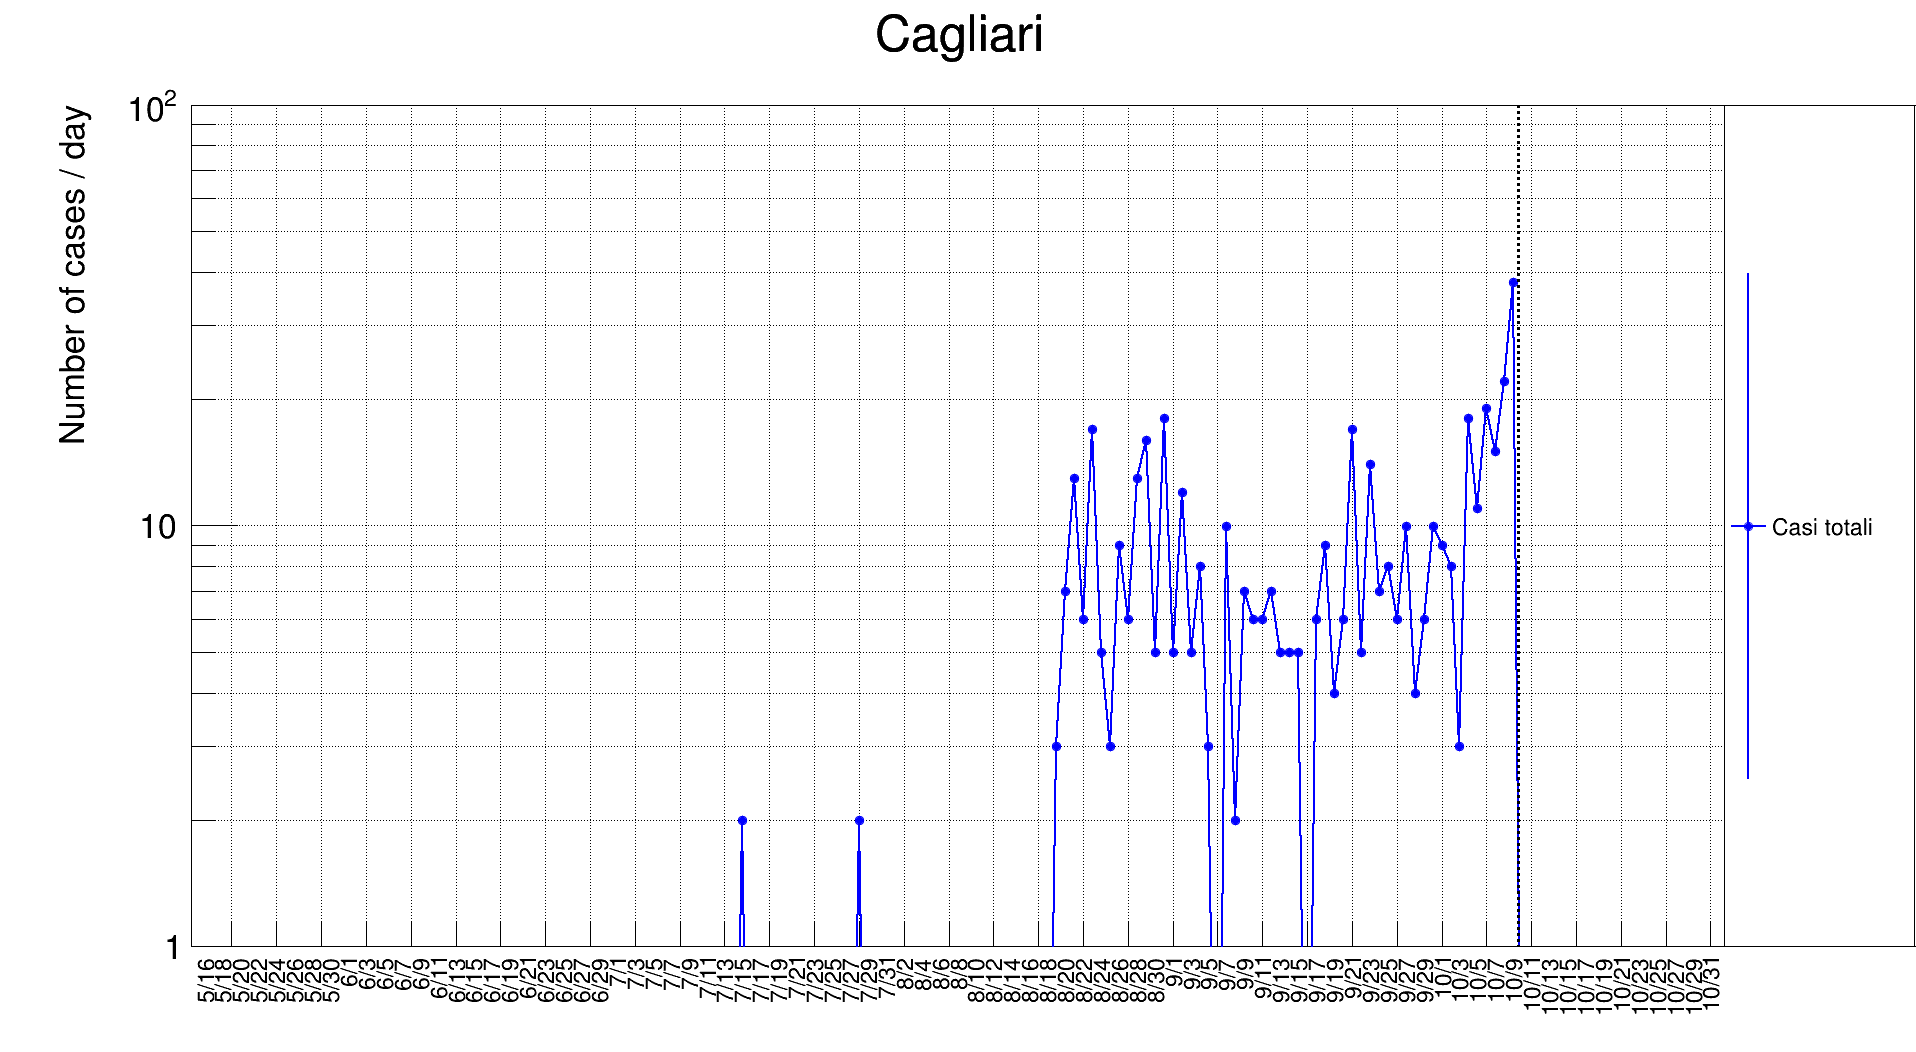 Cagliari
Number of cases / day
10²
10
1
Casi totali
5/16 5/18 5/20 5/22 5/24 5/26 5/28 5/30 6/1 6/3 6/5 6/7 6/9 6/11 6/13 6/15 6/17 6/19 6/21 6/23 6/25 6/27 6/29 7/1 7/3 7/5 7/7 7/9 7/11 7/13 7/15 7/17 7/19 7/21 7/23 7/25 7/27 7/29 7/31 8/2 8/4 8/6 8/8 8/10 8/12 8/14 8/16 8/18 8/20 8/22 8/24 8/26 8/28 8/30 9/1 9/3 9/5 9/7 9/9 9/11 9/13 9/15 9/17 9/19 9/21 9/23 9/25 9/27 9/29 10/1 10/3 10/5 10/7 10/9 10/11 10/13 10/15 10/17 10/19 10/21 10/23 10/25 10/27 10/29 10/31